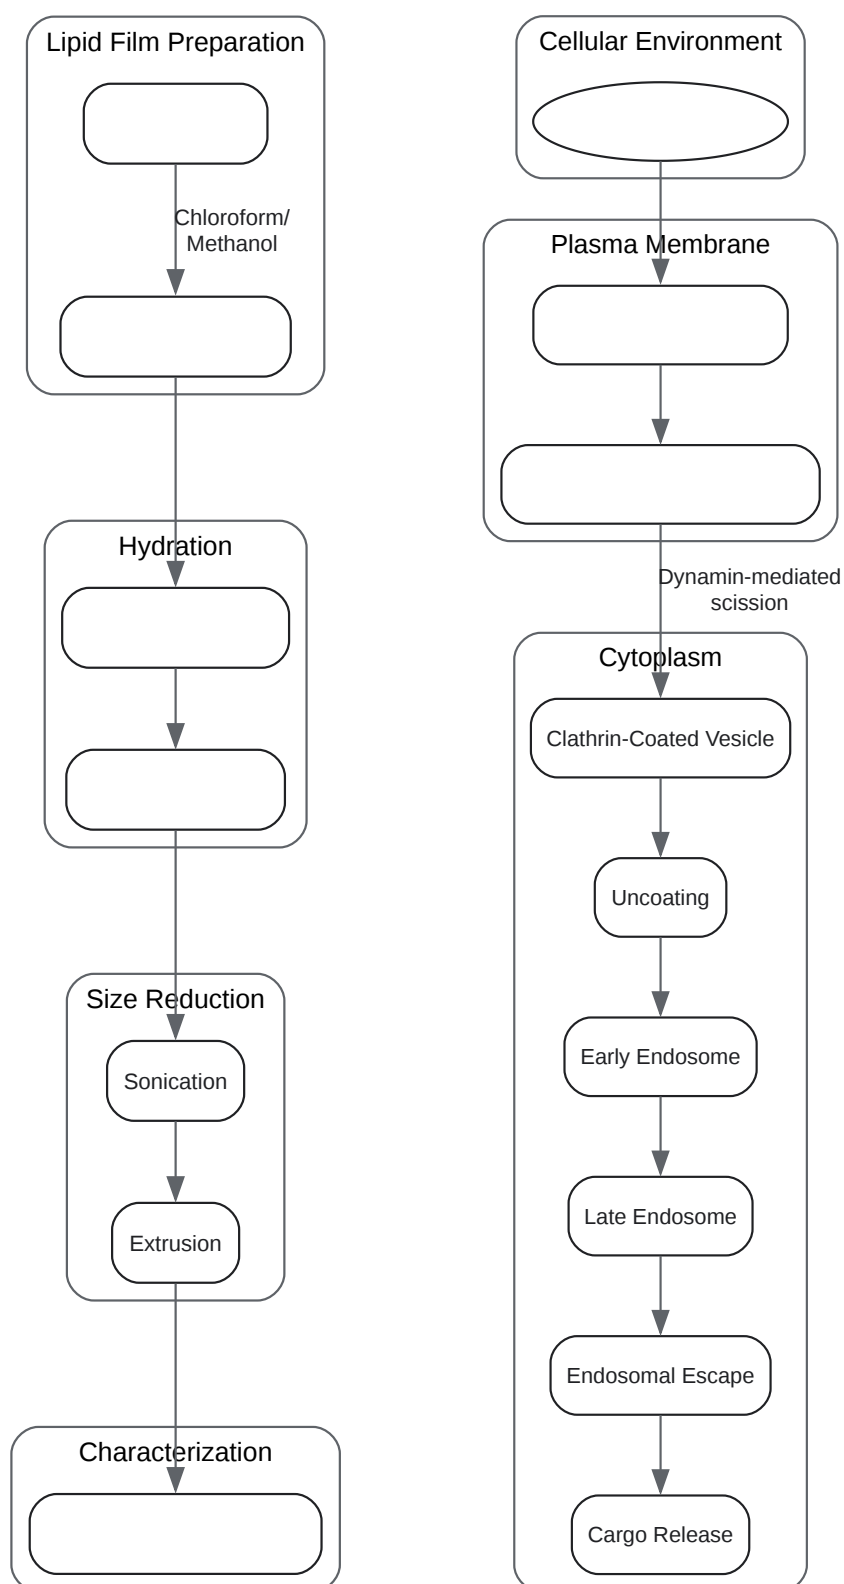 Lipid Film Preparation
Chloroform/
Methanol
Hydration
Size Reduction
Sonication
Extrusion
Characterization
Cellular Environment
Plasma Membrane
Dynamin-mediated
scission
Cytoplasm
Clathrin-Coated Vesicle
Uncoating
Early Endosome
Late Endosome
Endosomal Escape
Cargo Release